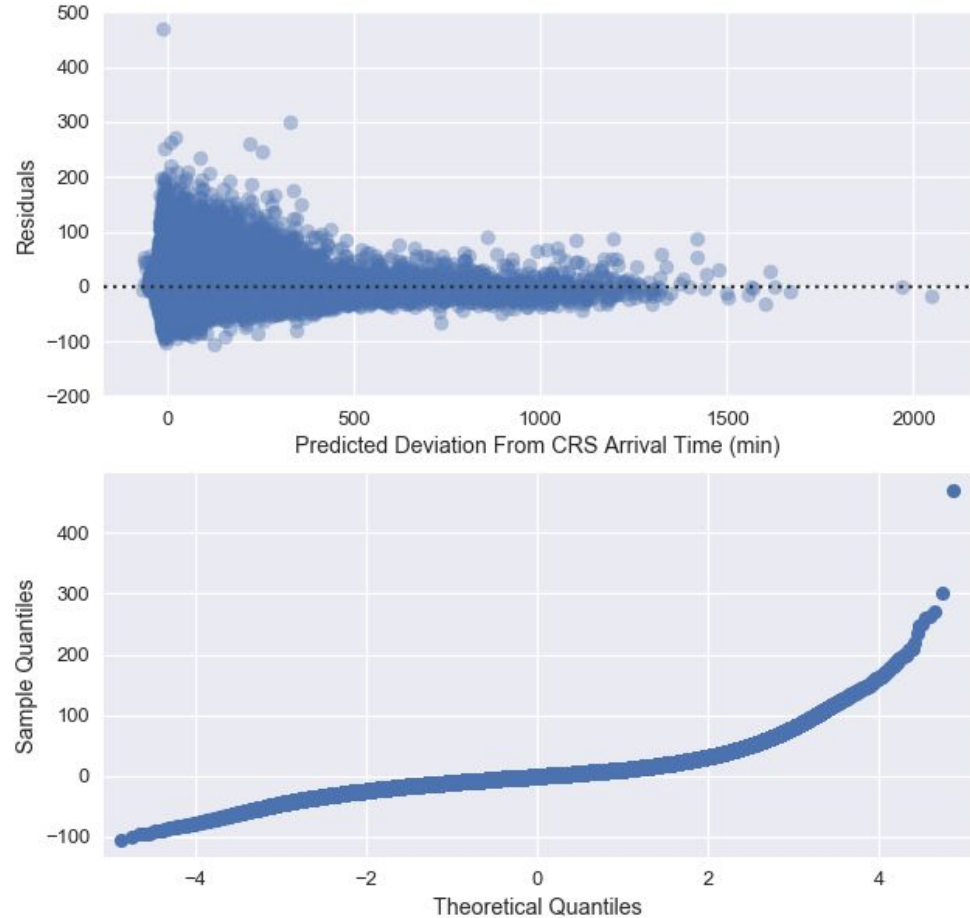 500
400
300
200
100
0
−100
−200
Residuals
0 500 1000 1500 2000
Predicted Deviation From CRS Arrival Time (min)
400
300
200
100
0
−100
Sample Quantiles
−4 −2 0 2 4
Theoretical Quantiles